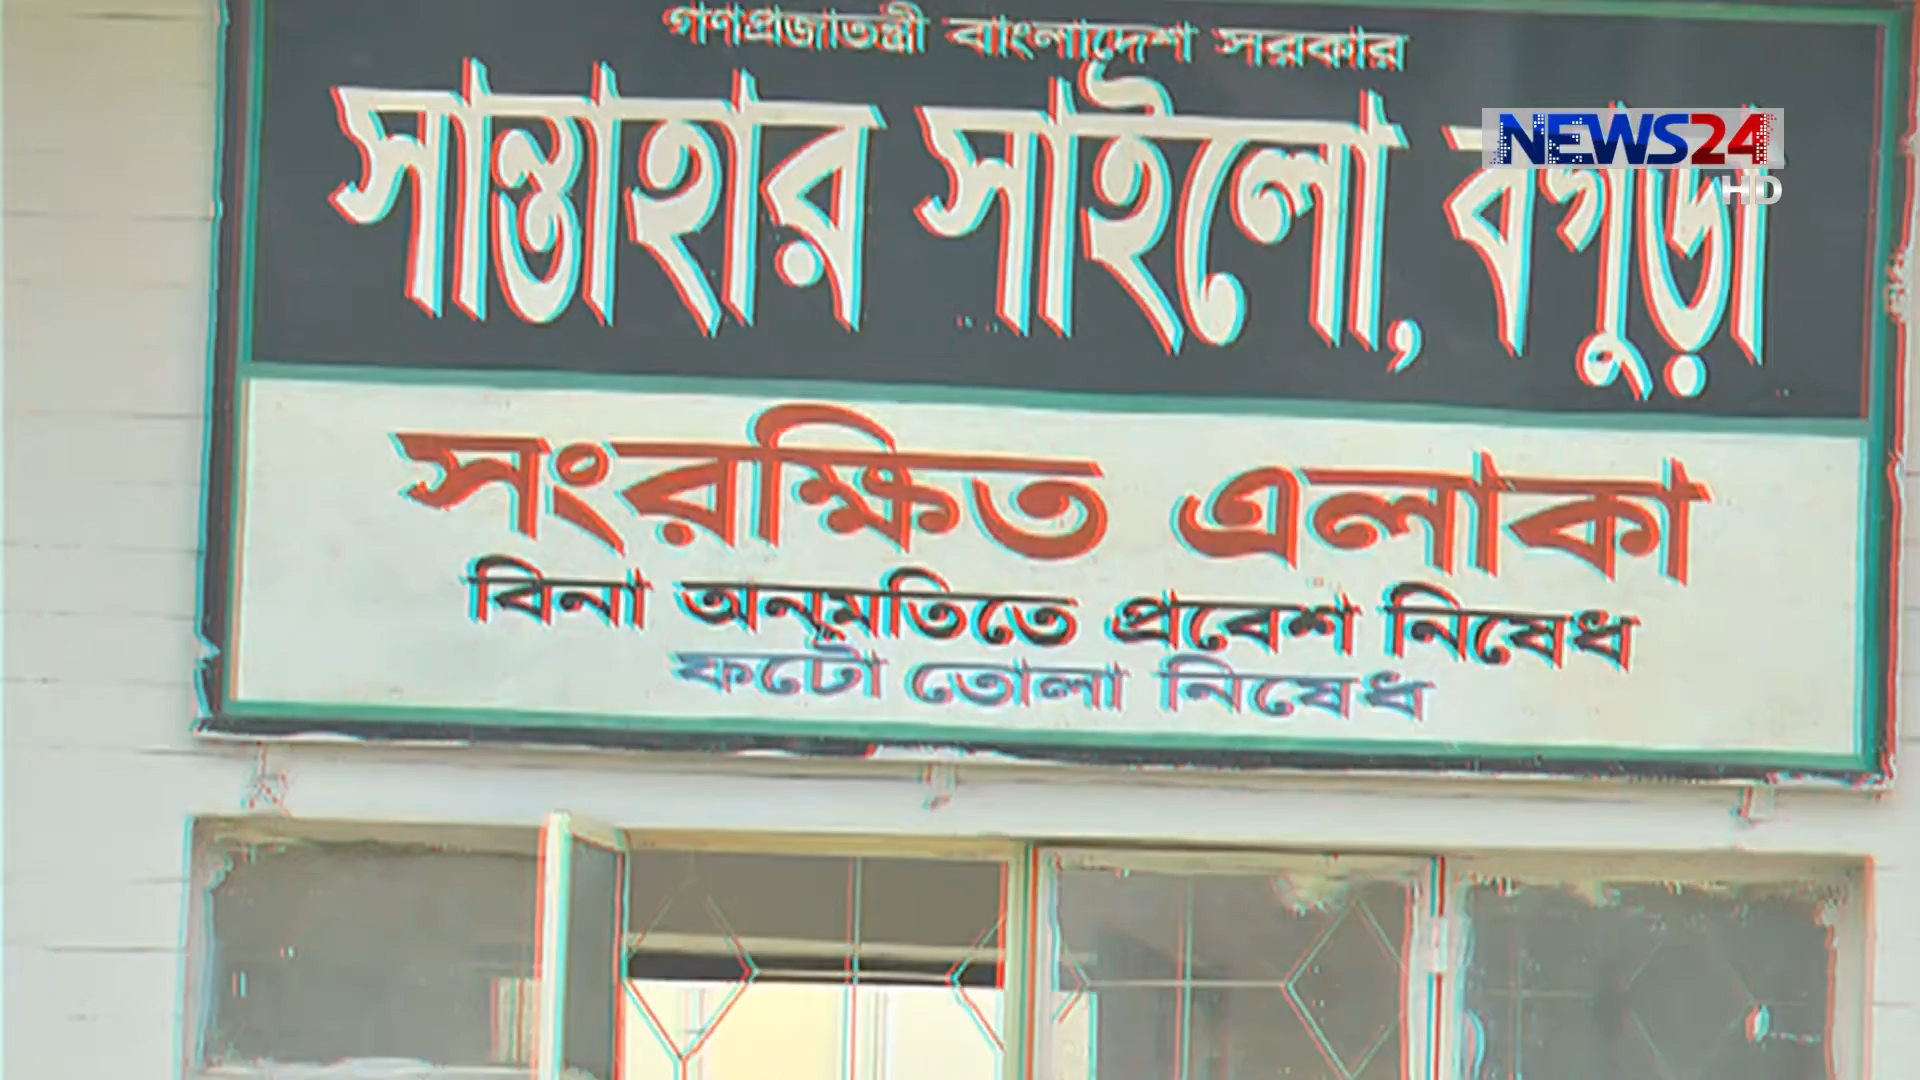 গণপ্রজাতন্ত্রী বাংলাদেশ সরকার
সান্তাহার সাইলো, বগুড়া
NEWS24
HD
সংরক্ষিত এলাকা
বিনা অনুমতিতে প্রবেশ নিষেধ
ফটো তোলা নিষেধ